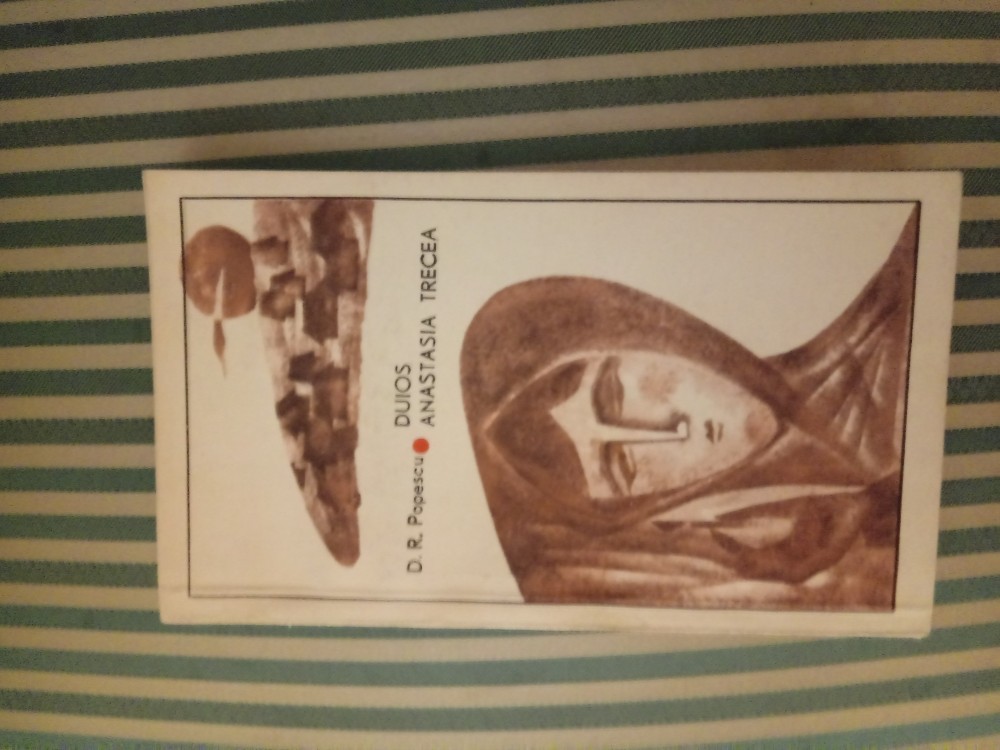 D. R. Popescu
DUIOS
ANASTASIA TRECEA